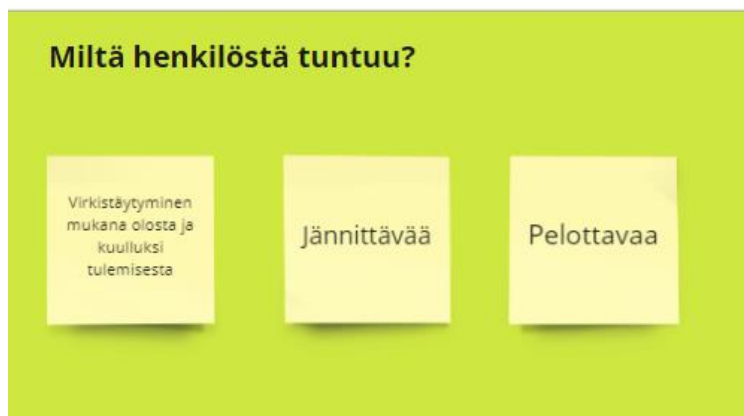 Miltä henkilöstä tuntuu?
Virkistäytyminen
mukana olosta ja
kuulluksi
tulemisesta
Jännittävää
Pelottavaa